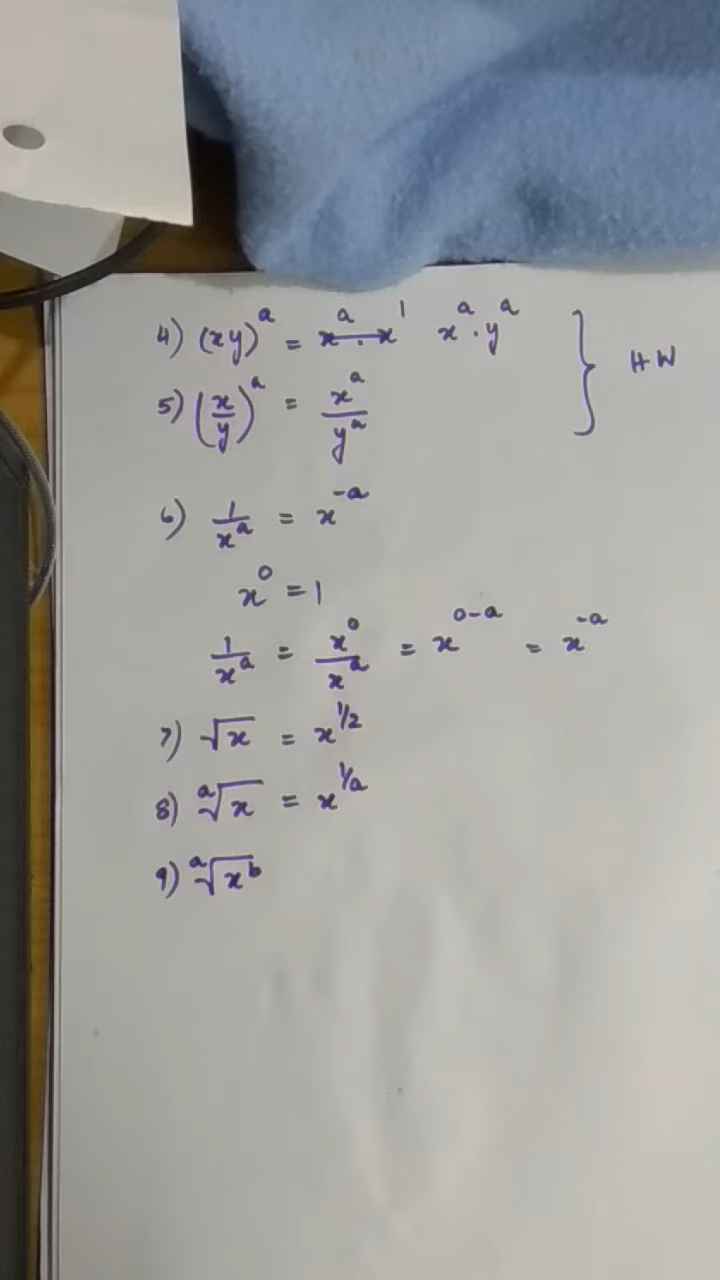 4) (xy)^a = x^a . x^1 x^a . y^a } HW
5) (x/y)^a = x^a / y^a
6) 1/x^a = x^-a
x^0 = 1
1/x^a = x^0/x^a = x^0-a = x^-a
7) √x = x^1/2
8) ^a√x = x^1/a
9) ^a√x^b